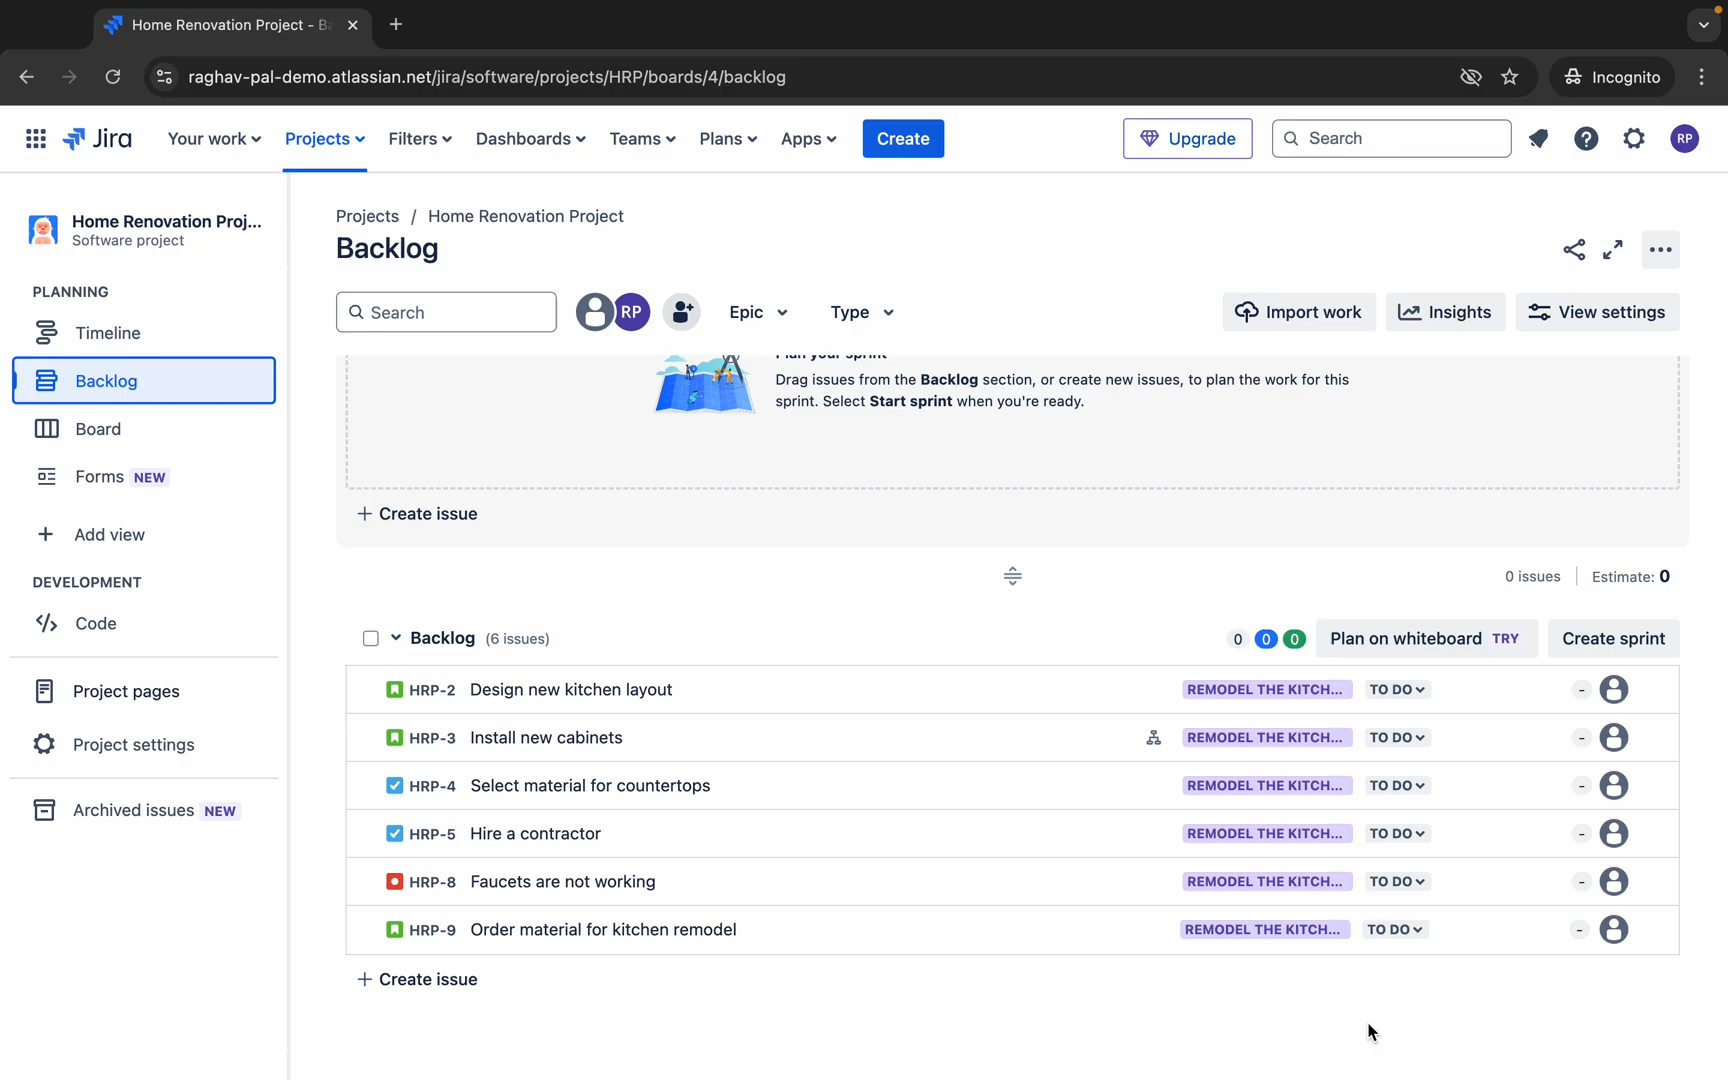 Home Renovation Project - Ba
raghav-pal-demo.atlassian.net/jira/software/projects/HRP/boards/4/backlog
Incognito
Jira
Your work
Projects
Filters
Dashboards
Teams
Plans
Apps
Create
Upgrade
Search
RP
Home Renovation Proj...
Software project
PLANNING
Timeline
Backlog
Board
Forms NEW
Add view
DEVELOPMENT
Code
Project pages
Project settings
Archived issues NEW
Projects / Home Renovation Project
Backlog
Search
RP
Epic
Type
Import work
Insights
View settings
Plan your sprint
Drag issues from the Backlog section, or create new issues, to plan the work for this
sprint. Select Start sprint when you're ready.
+ Create issue
0 issues Estimate: 0
Backlog (6 issues)
0 0 0
Plan on whiteboard TRY
Create sprint
HRP-2 Design new kitchen layout REMODEL THE KITCH... TO DO -
HRP-3 Install new cabinets REMODEL THE KITCH... TO DO -
HRP-4 Select material for countertops REMODEL THE KITCH... TO DO -
HRP-5 Hire a contractor REMODEL THE KITCH... TO DO -
HRP-8 Faucets are not working REMODEL THE KITCH... TO DO -
HRP-9 Order material for kitchen remodel REMODEL THE KITCH... TO DO -
+ Create issue